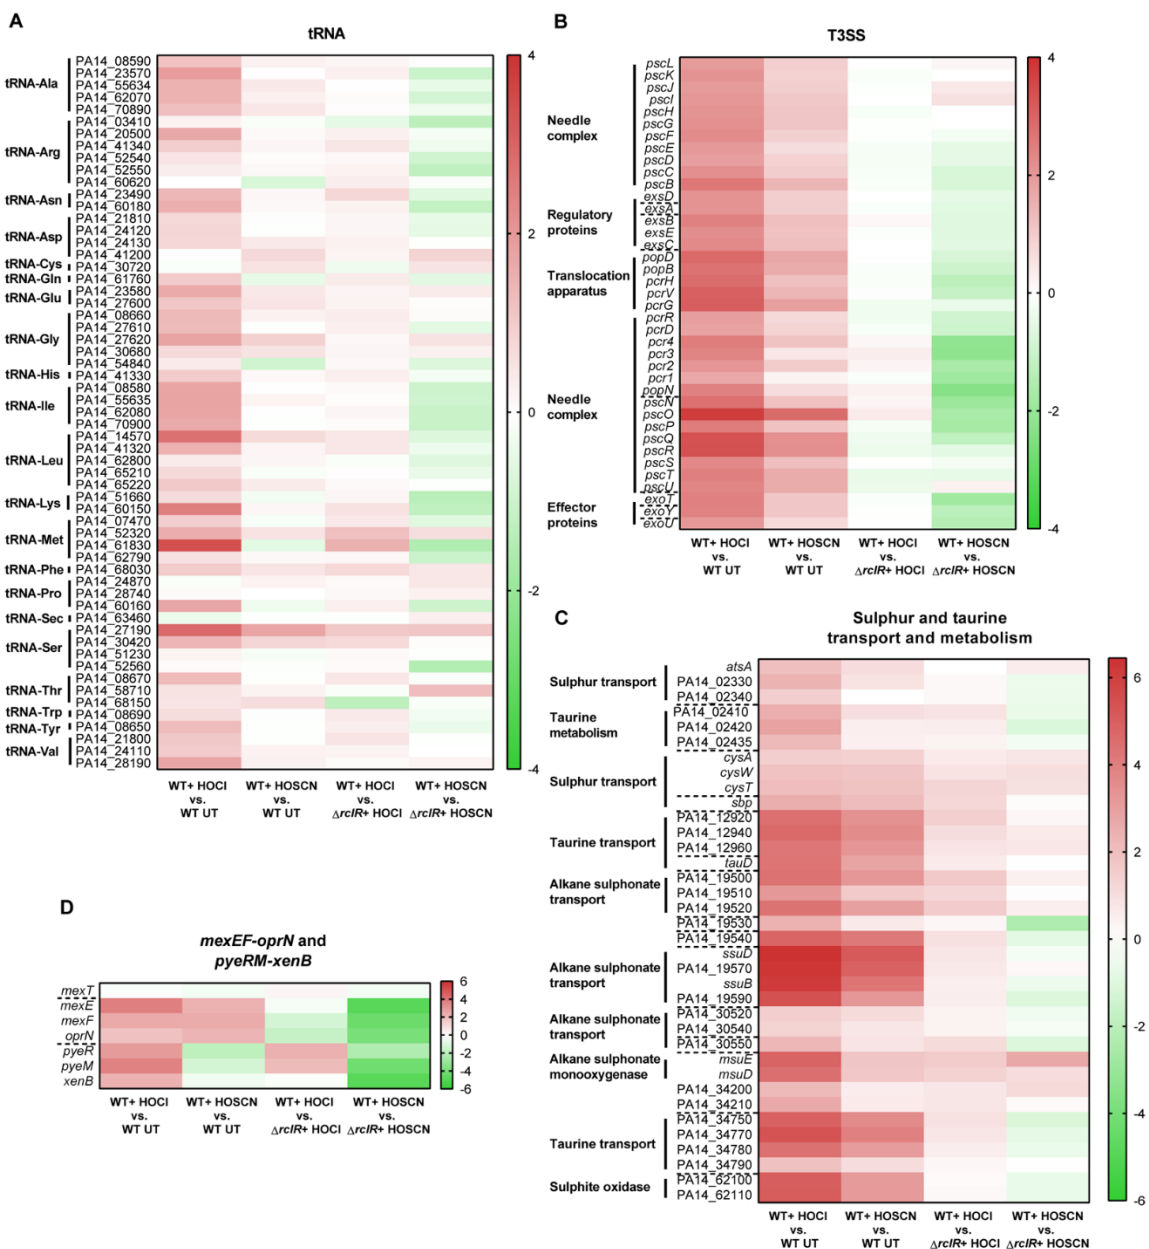 A
tRNA
tRNA-Ala
tRNA-Arg
tRNA-Asn
tRNA-Asp
tRNA-Cys
tRNA-Gln
tRNA-Glu
tRNA-Gly
tRNA-His
tRNA-Ile
tRNA-Leu
tRNA-Lys
tRNA-Met
tRNA-Phe
tRNA-Pro
tRNA-Sec
tRNA-Ser
tRNA-Thr
tRNA-Trp
tRNA-Tyr
tRNA-Val
PA14_08590
PA14_23570
PA14_55634
PA14_62070
PA14_70890
PA14_03410
PA14_20500
PA14_41340
PA14_52540
PA14_52550
PA14_60620
PA14_23490
PA14_60180
PA14_21810
PA14_24120
PA14_24130
PA14_41200
PA14_30720
PA14_61760
PA14_23580
PA14_27600
PA14_08660
PA14_27610
PA14_27620
PA14_30680
PA14_54840
PA14_41330
PA14_08580
PA14_55635
PA14_62080
PA14_70900
PA14_14570
PA14_41320
PA14_62800
PA14_65210
PA14_65220
PA14_51660
PA14_60150
PA14_07470
PA14_52320
PA14_61830
PA14_62790
PA14_68030
PA14_24870
PA14_28740
PA14_60160
PA14_63460
PA14_27190
PA14_30420
PA14_51230
PA14_52560
PA14_08670
PA14_58710
PA14_68150
PA14_08690
PA14_08650
PA14_21800
PA14_24110
PA14_28190
4
2
0
-2
-4
WT+ HOCl WT+ HOSCN WT+ HOCl WT+ HOSCN
vs. vs. vs. vs.
WT UT WT UT ΔrclR+ HOCl ΔrclR+ HOSCN
B
T3SS
Needle
complex
Regulatory
proteins
Translocation
apparatus
Needle
complex
Effector
proteins
pscL
pscK
pscJ
pscI
pscH
pscG
pscF
pscE
pscD
pscC
pscB
exsD
exsA
exsB
exsE
exsC
popD
popB
pcrH
pcrV
pcrG
pcrR
pcrD
pcr4
pcr3
pcr2
pcr1
popN
pscN
pscO
pscP
pscQ
pscR
pscS
pscT
pscU
exoT
exoY
exoU
4
2
0
-2
-4
WT+ HOCl WT+ HOSCN WT+ HOCl WT+ HOSCN
vs. vs. vs. vs.
WT UT WT UT ΔrclR+ HOCl ΔrclR+ HOSCN
C
Sulphur and taurine
transport and metabolism
Sulphur transport
Taurine
metabolism
Sulphur transport
Taurine transport
Alkane sulphonate
transport
Alkane sulphonate
transport
Alkane sulphonate
transport
Alkane sulphonate
monooxygenase
Taurine transport
Sulphite oxidase
atsA
PA14_02330
PA14_02340
PA14_02410
PA14_02420
PA14_02435
cysA
cysW
cysT
sbp
PA14_12920
PA14_12940
PA14_12960
tauD
PA14_19500
PA14_19510
PA14_19520
PA14_19530
PA14_19540
ssuD
PA14_19570
ssuB
PA14_19590
PA14_30520
PA14_30540
PA14_30550
msuE
msuD
PA14_34200
PA14_34210
PA14_34750
PA14_34770
PA14_34780
PA14_34790
PA14_62100
PA14_62110
6
4
2
0
-2
-4
-6
WT+ HOCl WT+ HOSCN WT+ HOCl WT+ HOSCN
vs. vs. vs. vs.
WT UT WT UT ΔrclR+ HOCl ΔrclR+ HOSCN
D
mexEF-oprN and
pyeRM-xenB
mexT
mexE
mexF
oprN
pyeR
pyeM
xenB
6
4
2
0
-2
-4
-6
WT+ HOCl WT+ HOSCN WT+ HOCl WT+ HOSCN
vs. vs. vs. vs.
WT UT WT UT ΔrclR+ HOCl ΔrclR+ HOSCN